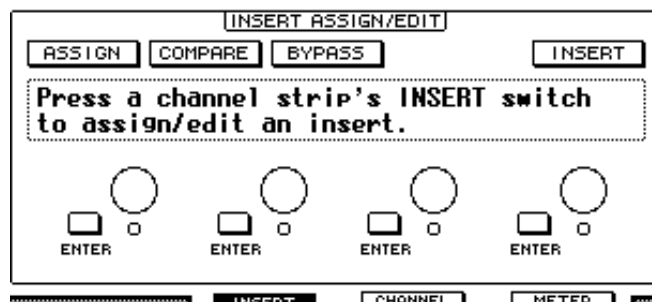 INSERT ASSIGN/EDIT
ASSIGN COMPARE BYPASS INSERT
Press a channel strip's INSERT switch
to assign/edit an insert.
ENTER ENTER ENTER ENTER
INSERT CHANNEL METER